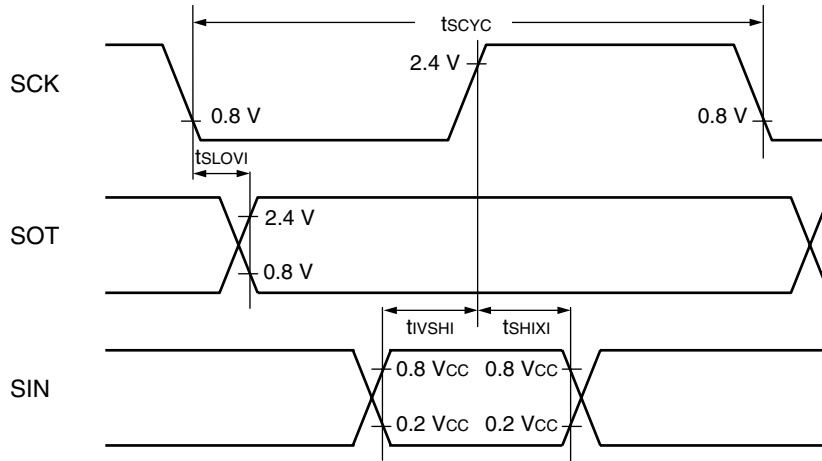 tSCYC
SCK
2.4 V
0.8 V
0.8 V
tSLOVI
SOT
2.4 V
0.8 V
tIVSHI
tSHIXI
SIN
0.8 VCC
0.8 VCC
0.2 VCC
0.2 VCC